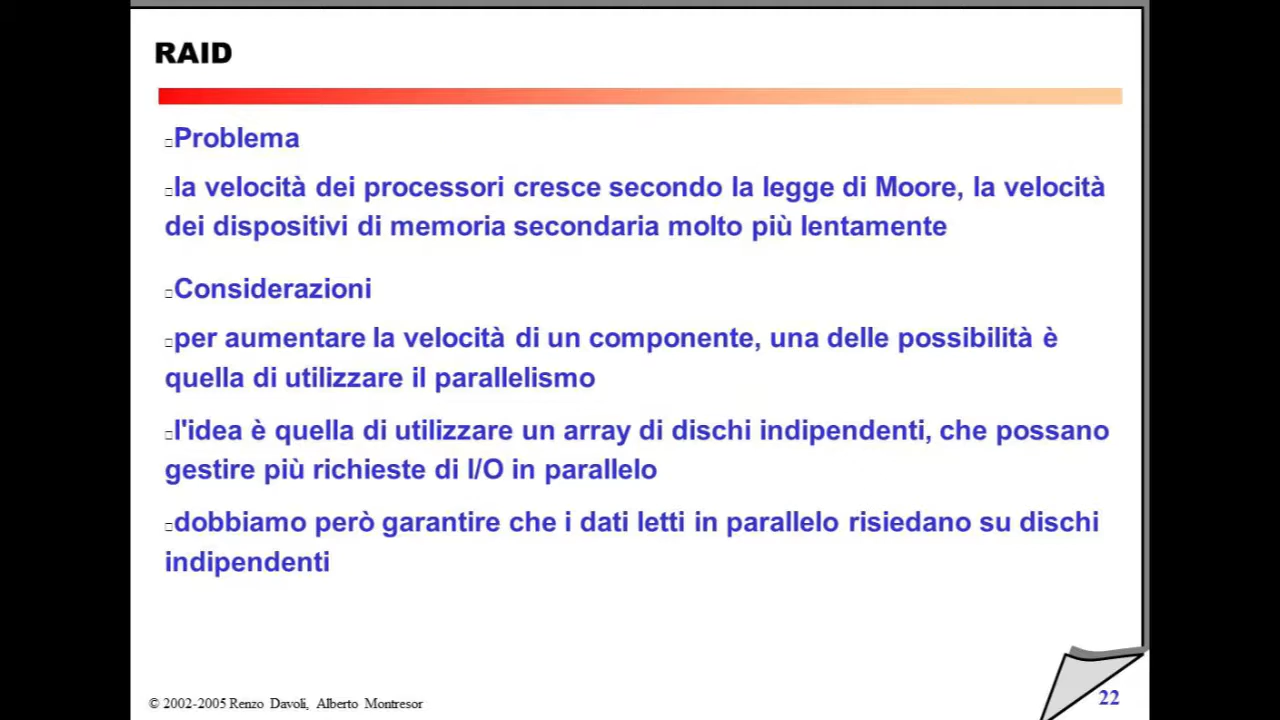 RAID
Problema
la velocità dei processori cresce secondo la legge di Moore, la velocità
dei dispositivi di memoria secondaria molto più lentamente
Considerazioni
per aumentare la velocità di un componente, una delle possibilità è
quella di utilizzare il parallelismo
l'idea è quella di utilizzare un array di dischi indipendenti, che possano
gestire più richieste di I/O in parallelo
dobbiamo però garantire che i dati letti in parallelo risiedano su dischi
indipendenti
© 2002-2005 Renzo Davoli, Alberto Montresor
22